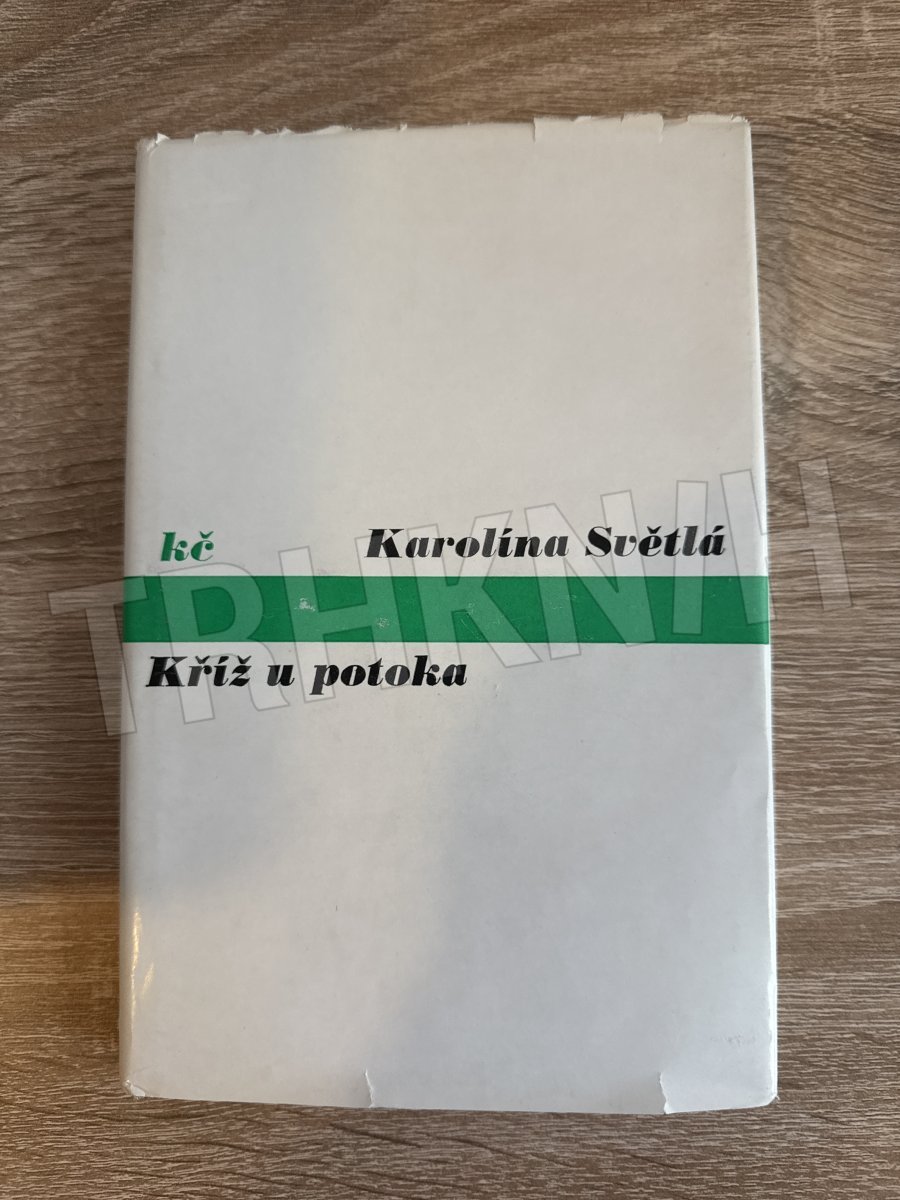 kč
Karolína Světlá
TRHKNIH
Kříž u potoka